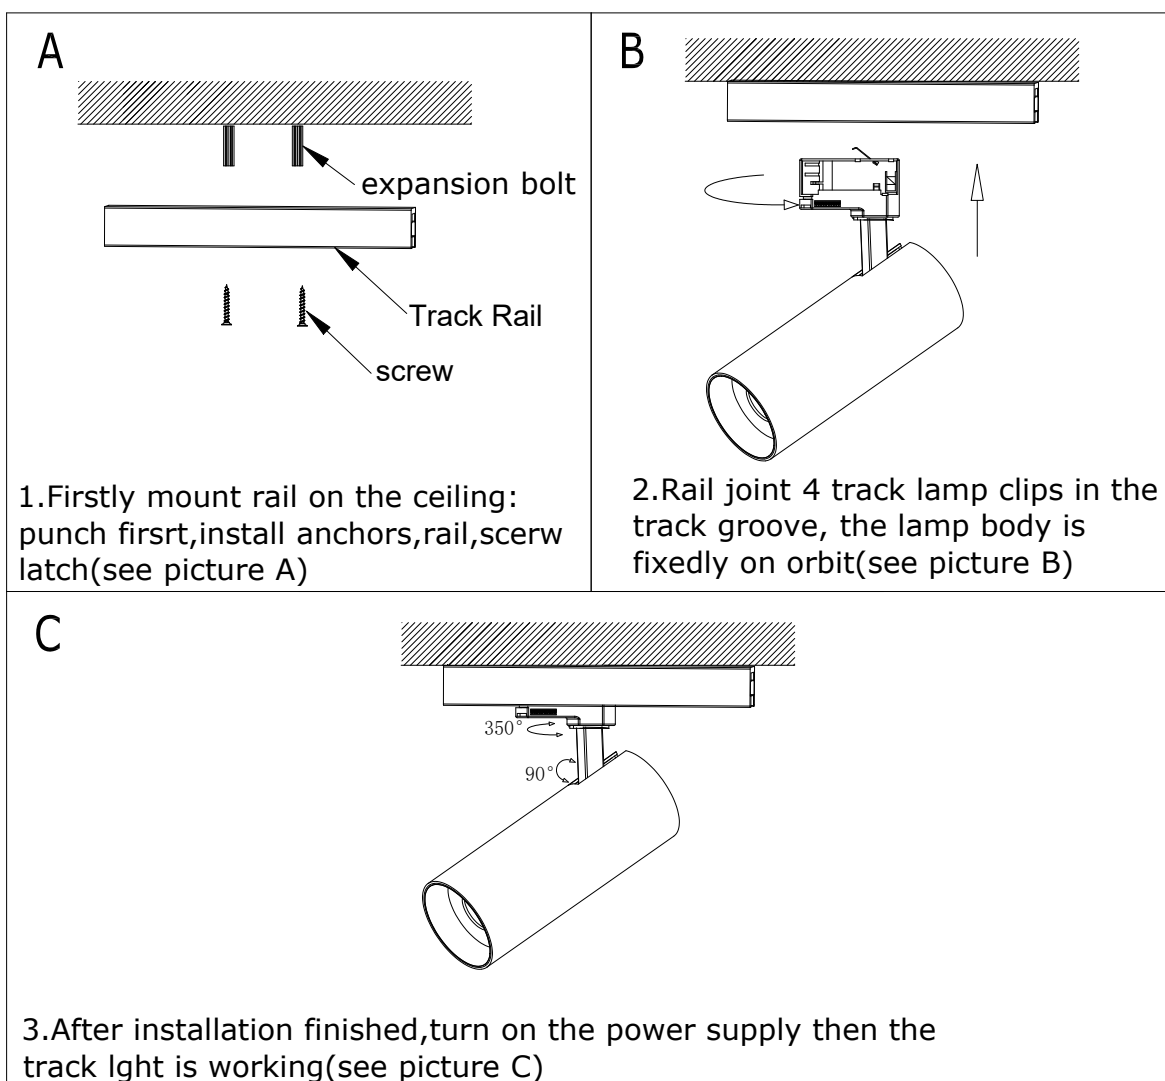 A
expansion bolt
Track Rail
screw
1.Firstly mount rail on the ceiling:
punch firsrt,install anchors,rail,scerw
latch(see picture A)
B
2.Rail joint 4 track lamp clips in the
track groove, the lamp body is
fixedly on orbit(see picture B)
C
350°
90°
3.After installation finished,turn on the power supply then the
track lght is working(see picture C)